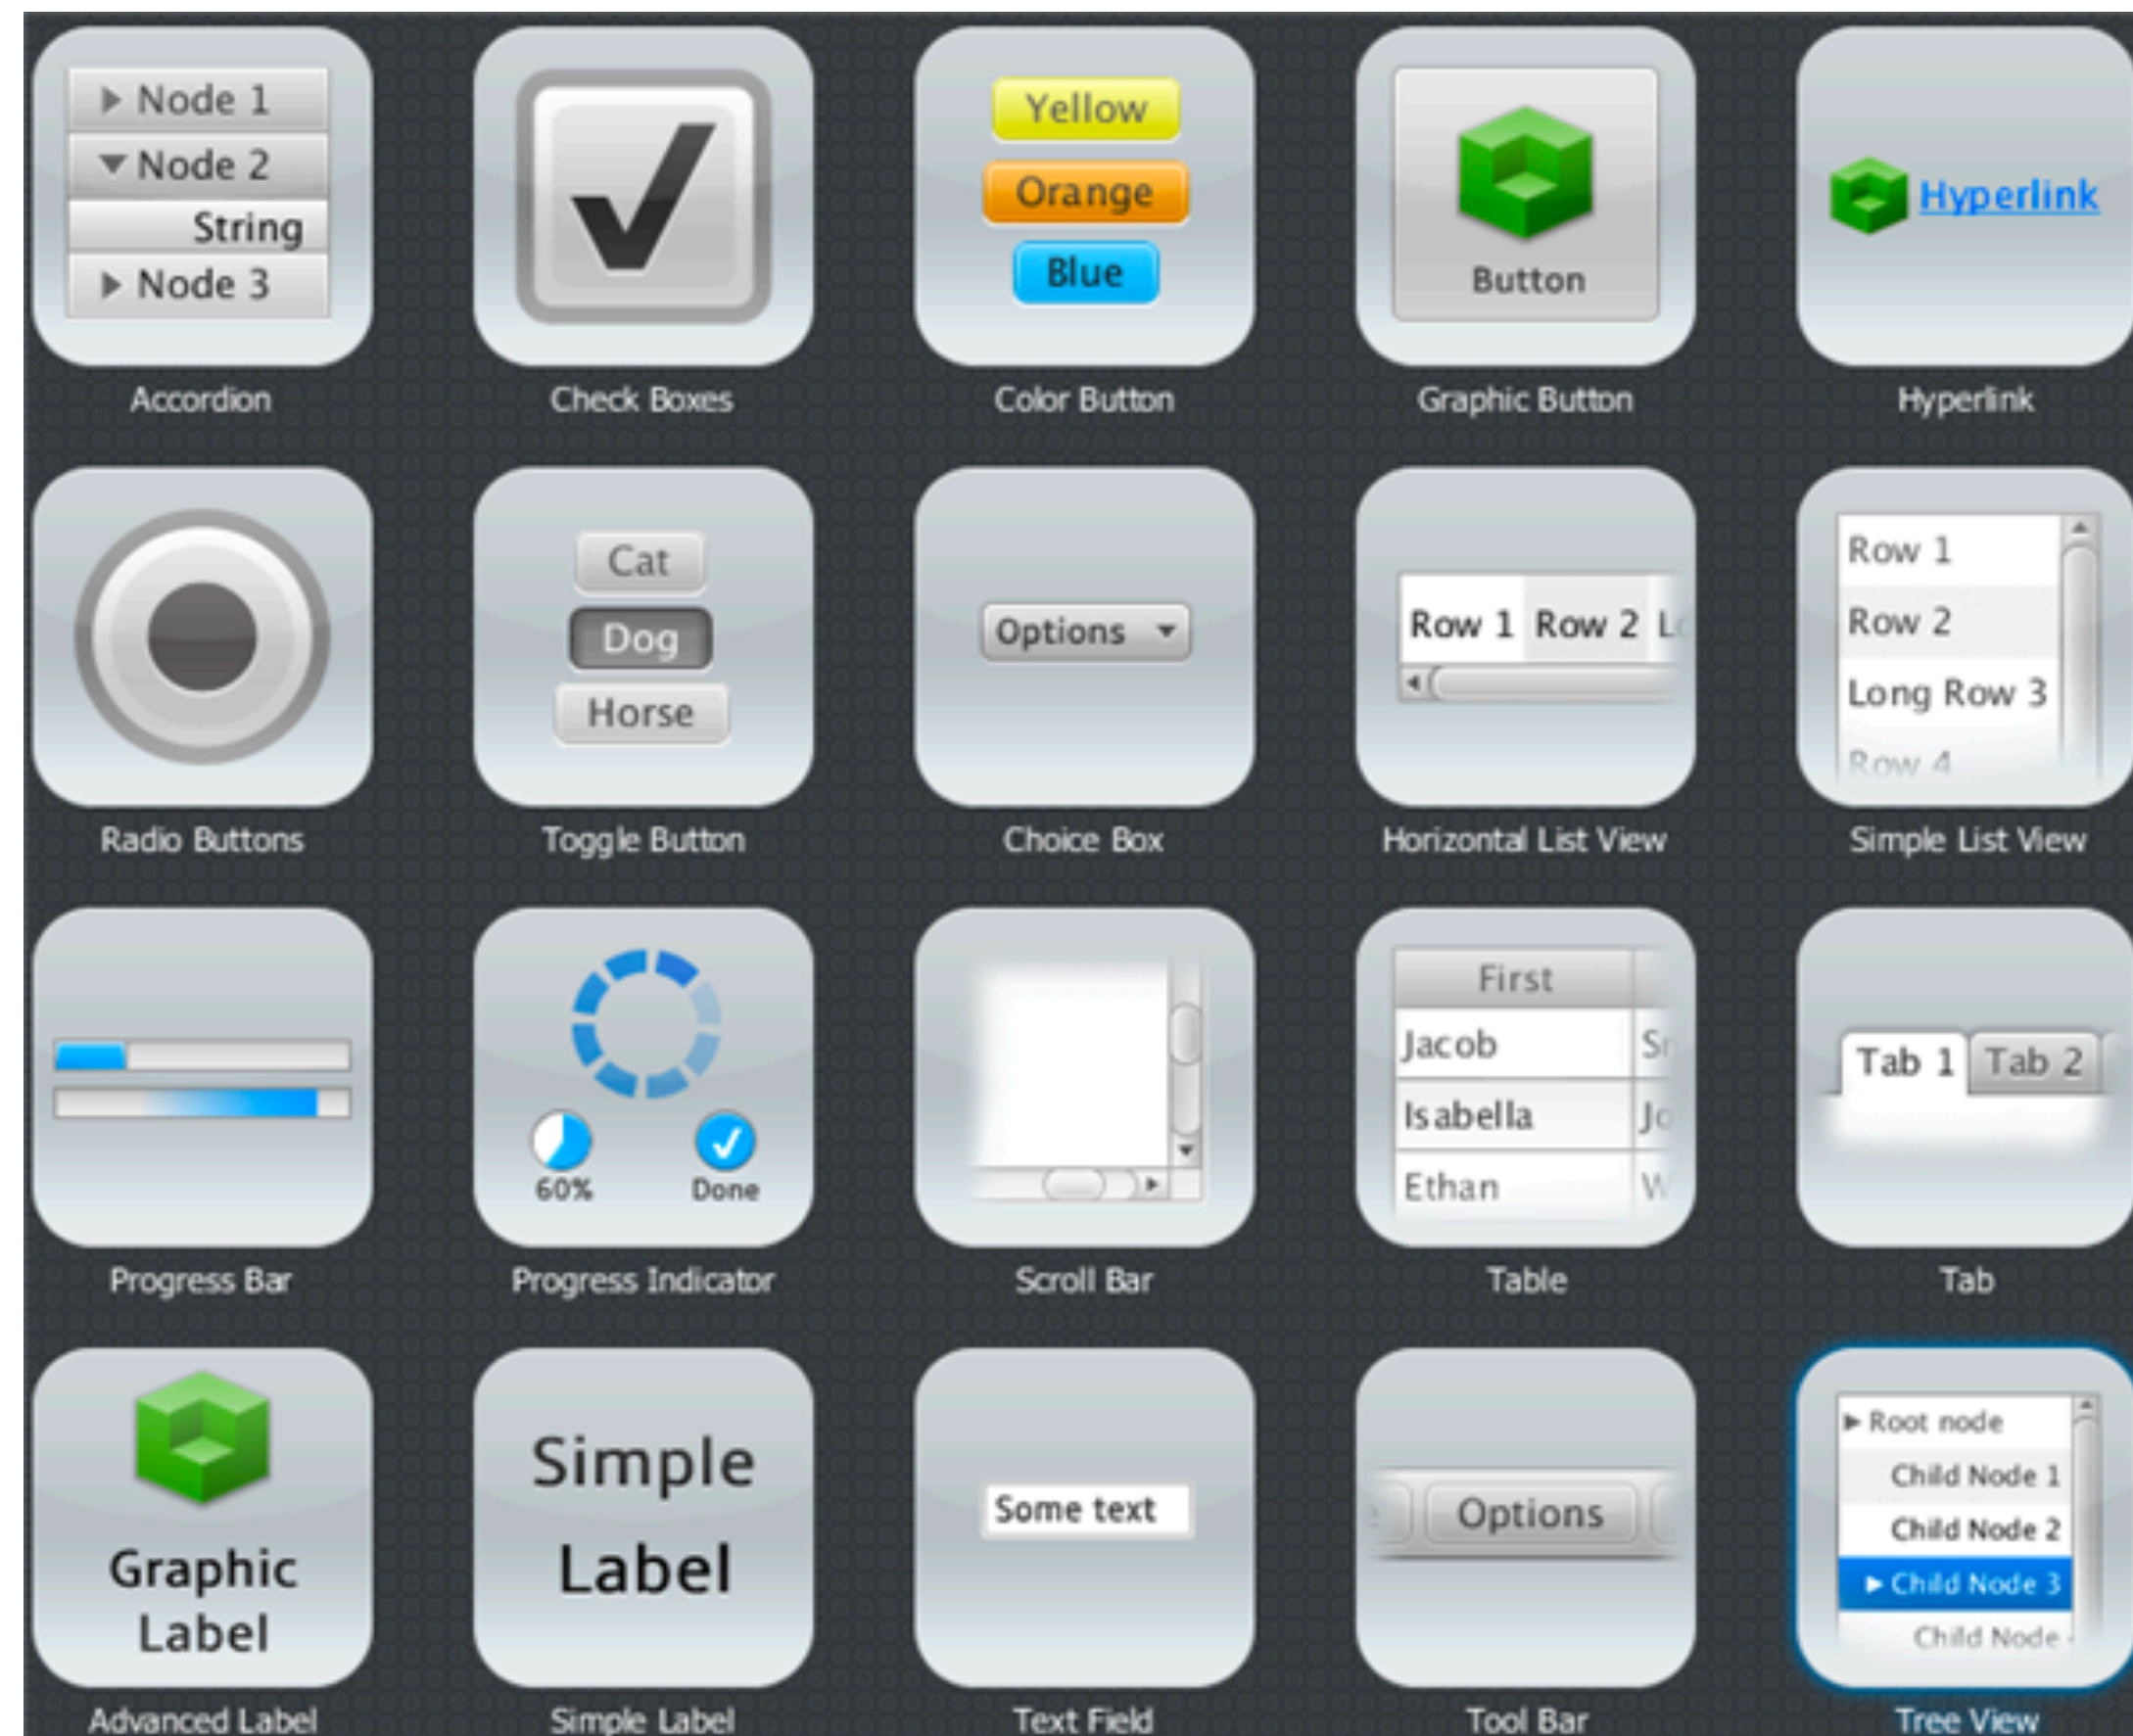 Node 1
Node 2
String
Node 3
Accordion
Check Boxes
Yellow
Orange
Blue
Color Button
Button
Graphic Button
Hyperlink
Hyperlink
Radio Buttons
Cat
Dog
Horse
Toggle Button
Options
Choice Box
Row 1 Row 2
Horizontal List View
Row 1
Row 2
Long Row 3
Row 4
Simple List View
Progress Bar
60% Done
Progress Indicator
Scroll Bar
First
Jacob
Isabella
Ethan
Table
Tab 1 Tab 2
Tab
Graphic
Label
Advanced Label
Simple
Label
Simple Label
Some text
Text Field
Options
Tool Bar
Root node
Child Node 1
Child Node 2
Child Node 3
Child Node
Tree View